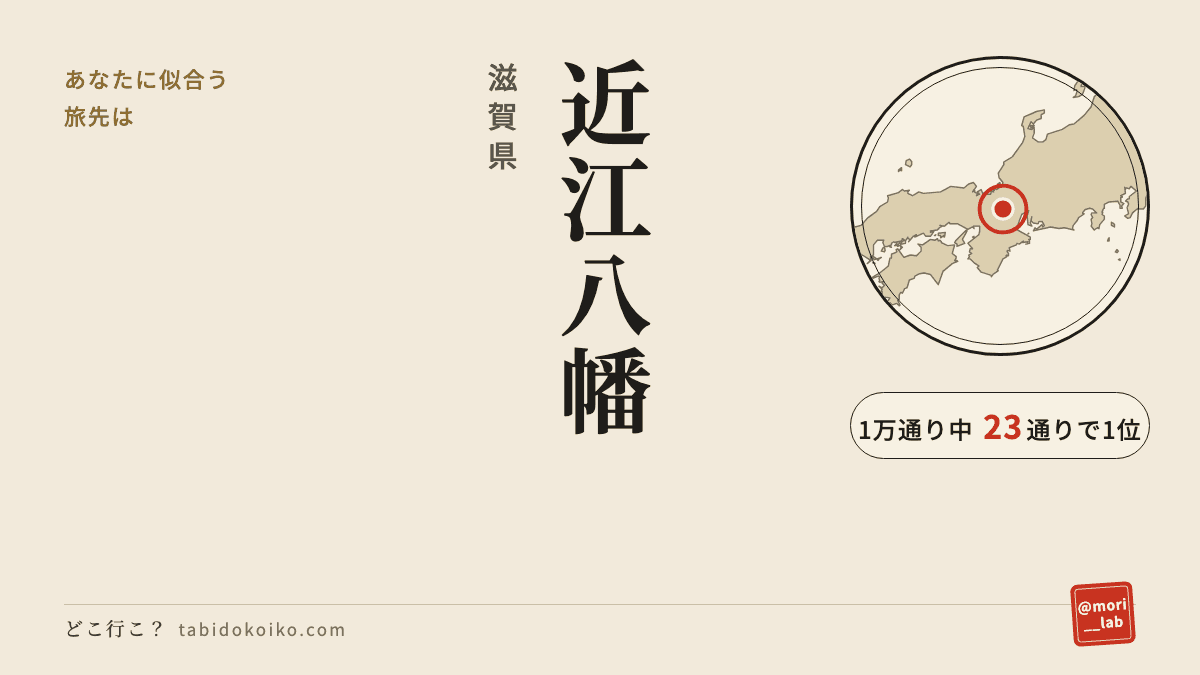 あなたに似合う
旅先は
近江八幡
滋賀県
1万通り中 23通りで1位
どこ行こ？ tabidokoiko.com
@mori
__lab